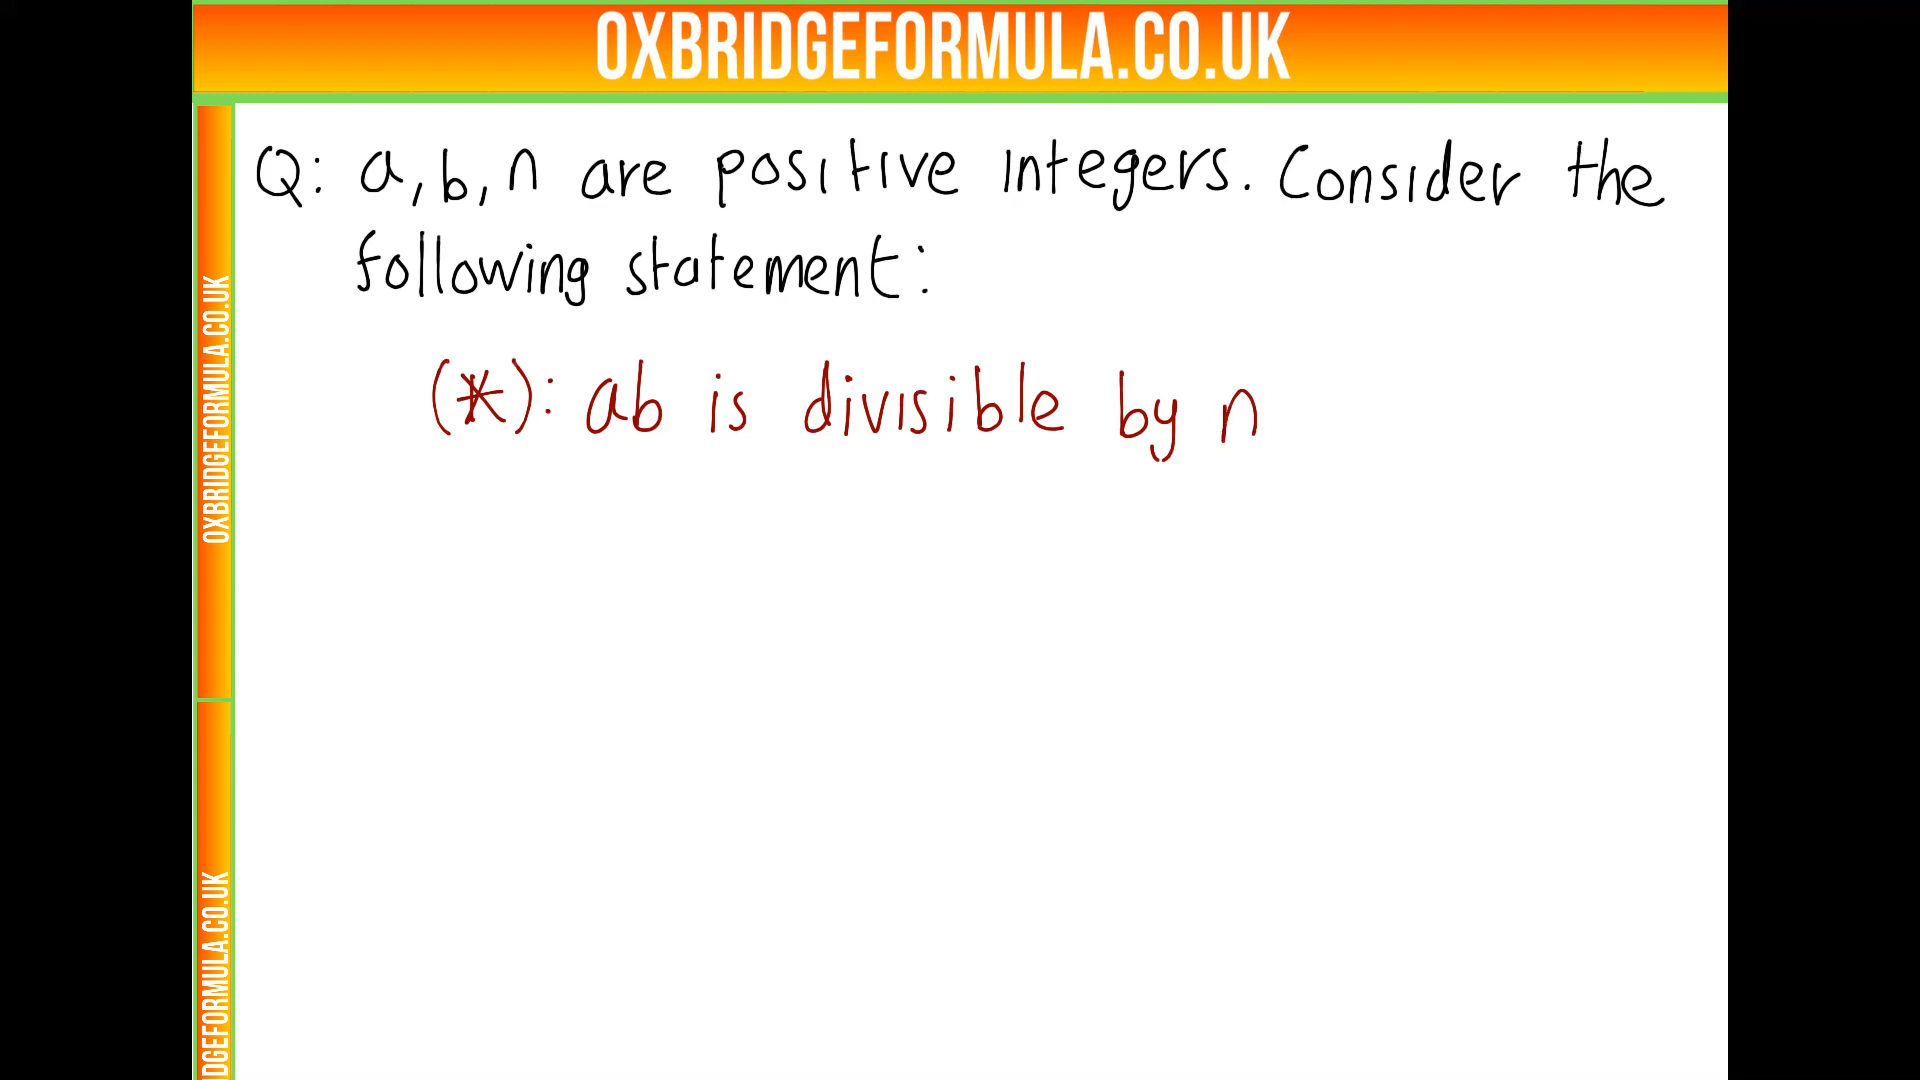 OXBRIDGEFORMULA.CO.UK
Q: a, b, n are positive integers. Consider the
following statement:
(*): ab is divisible by n
OXBRIDGEFORMULA.CO.UK
DGEFORMULA.CO.UK